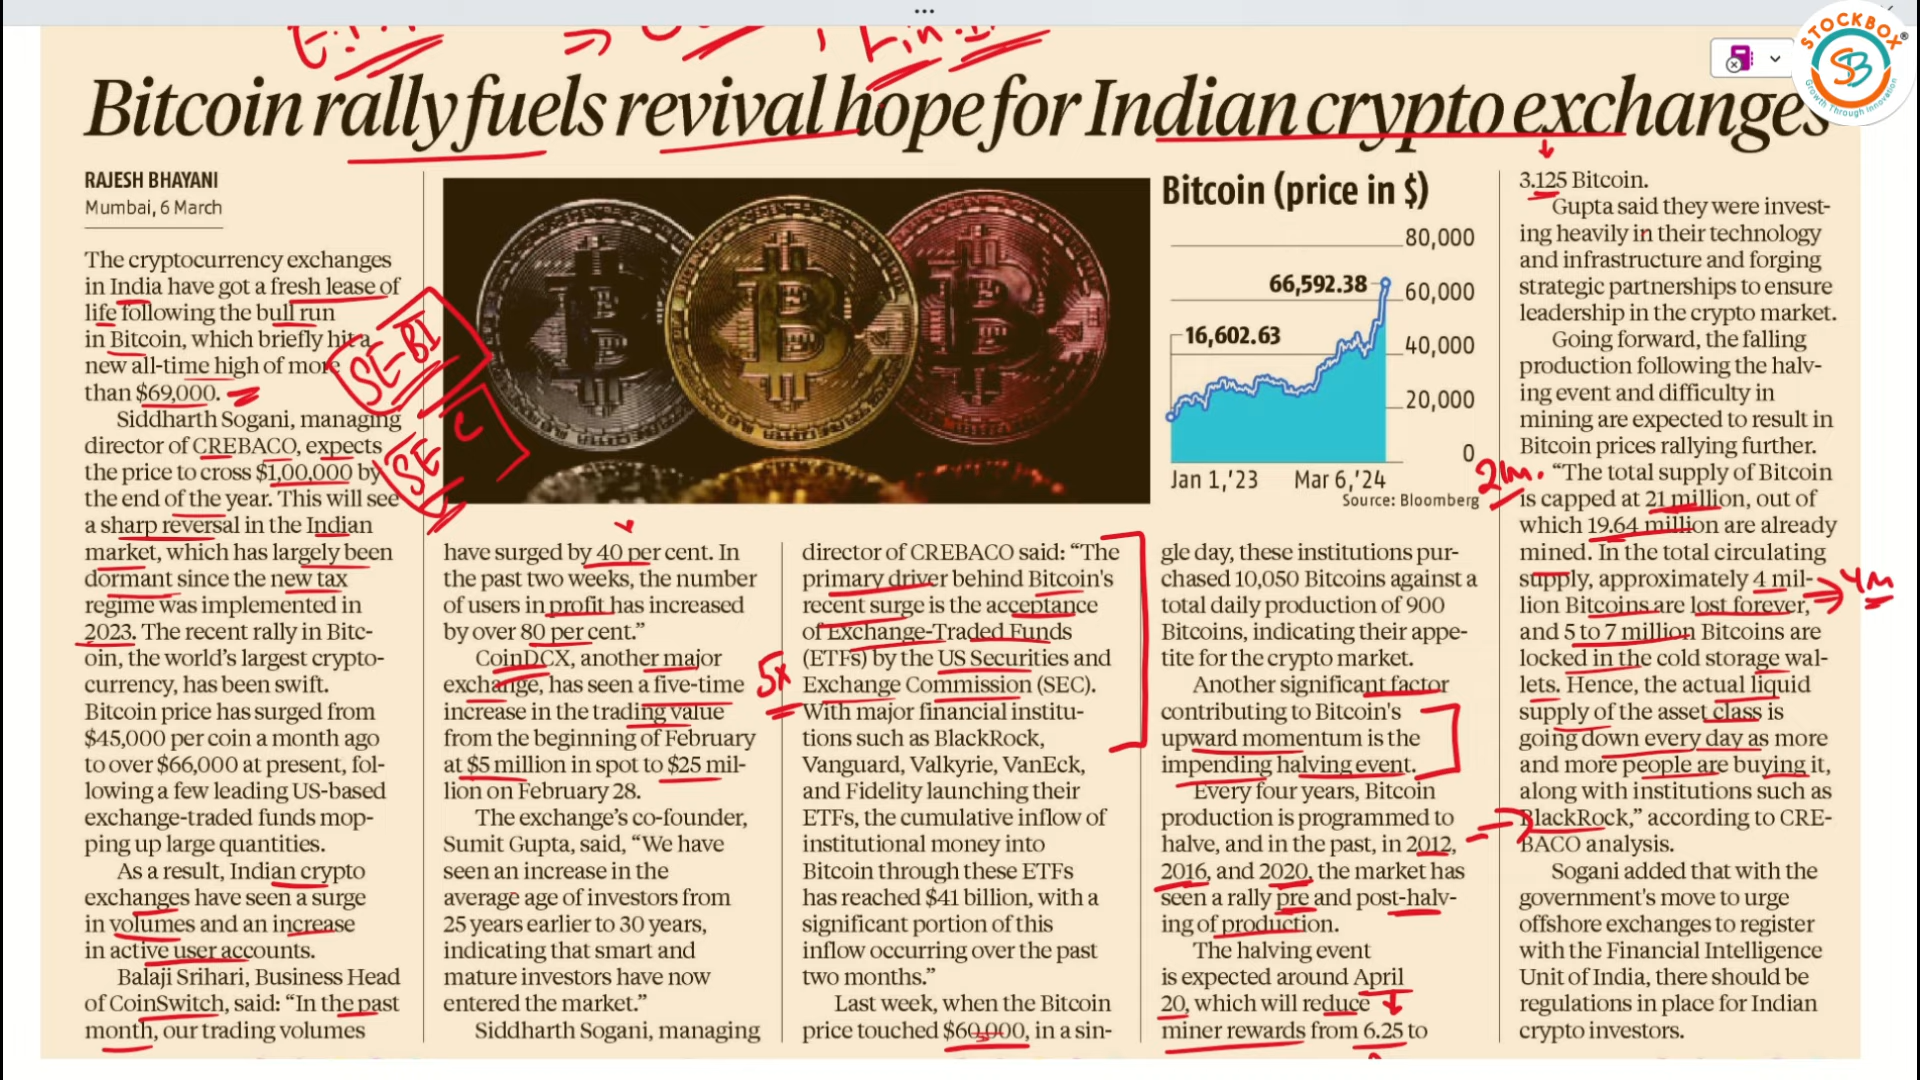 ...
STOCKBOX®
SB
Growth Through Innovation
Bitcoin rally fuels revival hope for Indian crypto exchanges
RAJESH BHAYANI
Mumbai, 6 March
The cryptocurrency exchanges
in India have got a fresh lease of
life following the bull run
in Bitcoin, which briefly hit a
new all-time high of more
than $69,000.
Siddharth Sogani, managing
director of CREBACO, expects
the price to cross $1,00,000 by
the end of the year. This will see
a sharp reversal in the Indian
market, which has largely been
dormant since the new tax
regime was implemented in
2023. The recent rally in Bitc-
oin, the world's largest crypto-
currency, has been swift.
Bitcoin price has surged from
$45,000 per coin a month ago
to over $66,000 at present, fol-
lowing a few leading US-based
exchange-traded funds mop-
ping up large quantities.
As a result, Indian crypto
exchanges have seen a surge
in volumes and an increase
in active user accounts.
Balaji Srihari, Business Head
of CoinSwitch, said: “In the past
month, our trading volumes
SE-BI
SEC
have surged by 40 per cent. In
the past two weeks, the number
of users in profit has increased
by over 80 per cent.”
CoinDCX, another major
exchange, has seen a five-time
increase in the trading value
from the beginning of February
at $5 million in spot to $25 mil-
lion on February 28.
The exchange's co-founder,
Sumit Gupta, said, “We have
seen an increase in the
average age of investors from
25 years earlier to 30 years,
indicating that smart and
mature investors have now
entered the market.”
Siddharth Sogani, managing
5x
director of CREBACO said: “The
primary driver behind Bitcoin's
recent surge is the acceptance
of Exchange-Traded Funds
(ETFs) by the US Securities and
Exchange Commission (SEC).
With major financial institu-
tions such as BlackRock,
Vanguard, Valkyrie, VanEck,
and Fidelity launching their
ETFs, the cumulative inflow of
institutional money into
Bitcoin through these ETFs
has reached $41 billion, with a
significant portion of this
inflow occurring over the past
two months.”
Last week, when the Bitcoin
price touched $60,000, in a sin-
Bitcoin (price in $)
80,000
66,592.38
60,000
16,602.63
40,000
20,000
0
Jan 1,'23 Mar 6,'24
Source: Bloomberg
gle day, these institutions pur-
chased 10,050 Bitcoins against a
total daily production of 900
Bitcoins, indicating their appe-
tite for the crypto market.
Another significant factor
contributing to Bitcoin's
upward momentum is the
impending halving event.
Every four years, Bitcoin
production is programmed to
halve, and in the past, in 2012,
2016, and 2020, the market has
seen a rally pre and post-halv-
ing of production.
The halving event
is expected around April
20, which will reduce
miner rewards from 6.25 to
3.125 Bitcoin.
Gupta said they were invest-
ing heavily in their technology
and infrastructure and forging
strategic partnerships to ensure
leadership in the crypto market.
Going forward, the falling
production following the halv-
ing event and difficulty in
mining are expected to result in
Bitcoin prices rallying further.
21m.
“The total supply of Bitcoin
is capped at 21 million, out of
which 19.64 million are already
mined. In the total circulating
supply, approximately 4 mil-
lion Bitcoins are lost forever,
4m
and 5 to 7 million Bitcoins are
locked in the cold storage wal-
lets. Hence, the actual liquid
supply of the asset class is
going down every day as more
and more people are buying it,
along with institutions such as
BlackRock,” according to CRE-
BACO analysis.
Sogani added that with the
government's move to urge
offshore exchanges to register
with the Financial Intelligence
Unit of India, there should be
regulations in place for Indian
crypto investors.